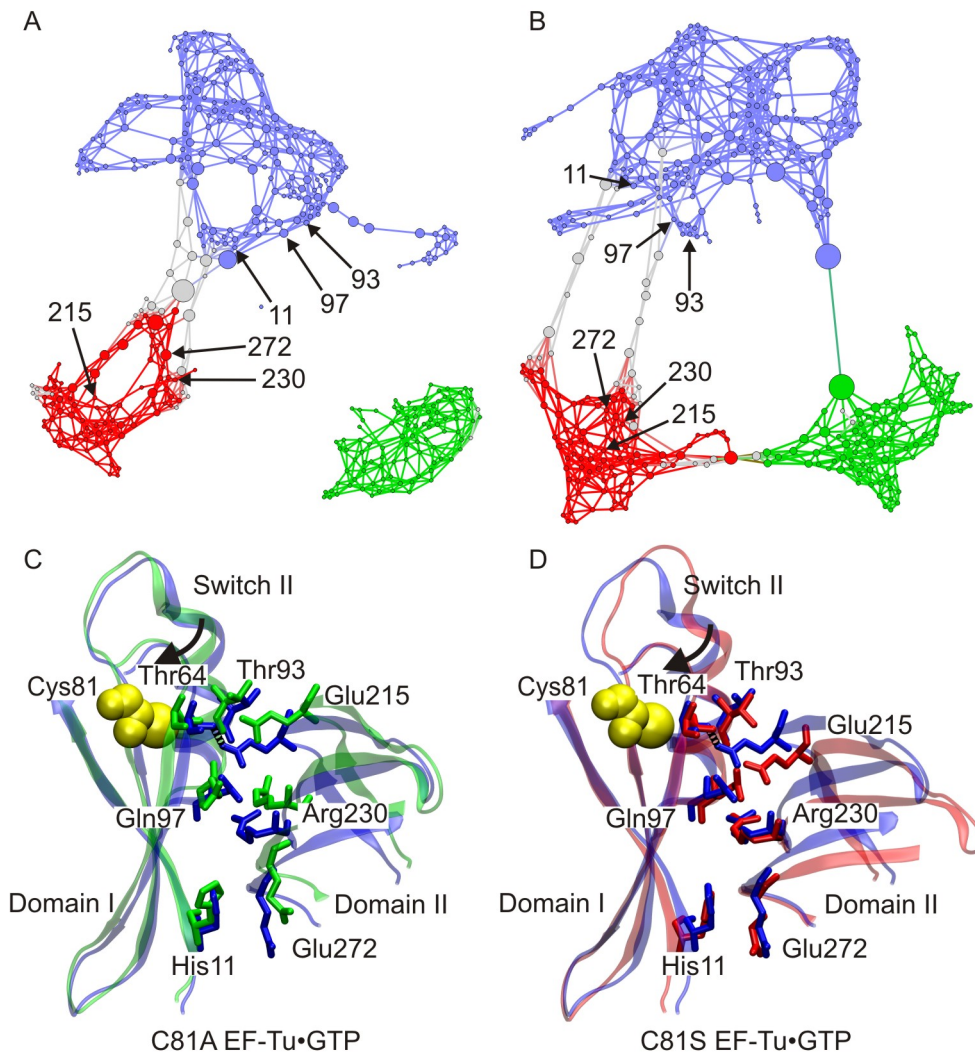 A
B
11
97
93
215
11
97
93
272
230
272
230
215
C
D
Switch II
Switch II
Cys81
Thr64
Thr93
Glu215
Cys81
Thr64
Thr93
Glu215
Gln97
Arg230
Gln97
Arg230
Domain I
Domain II
Domain I
Domain II
His11
Glu272
His11
Glu272
C81A EF-Tu•GTP
C81S EF-Tu•GTP